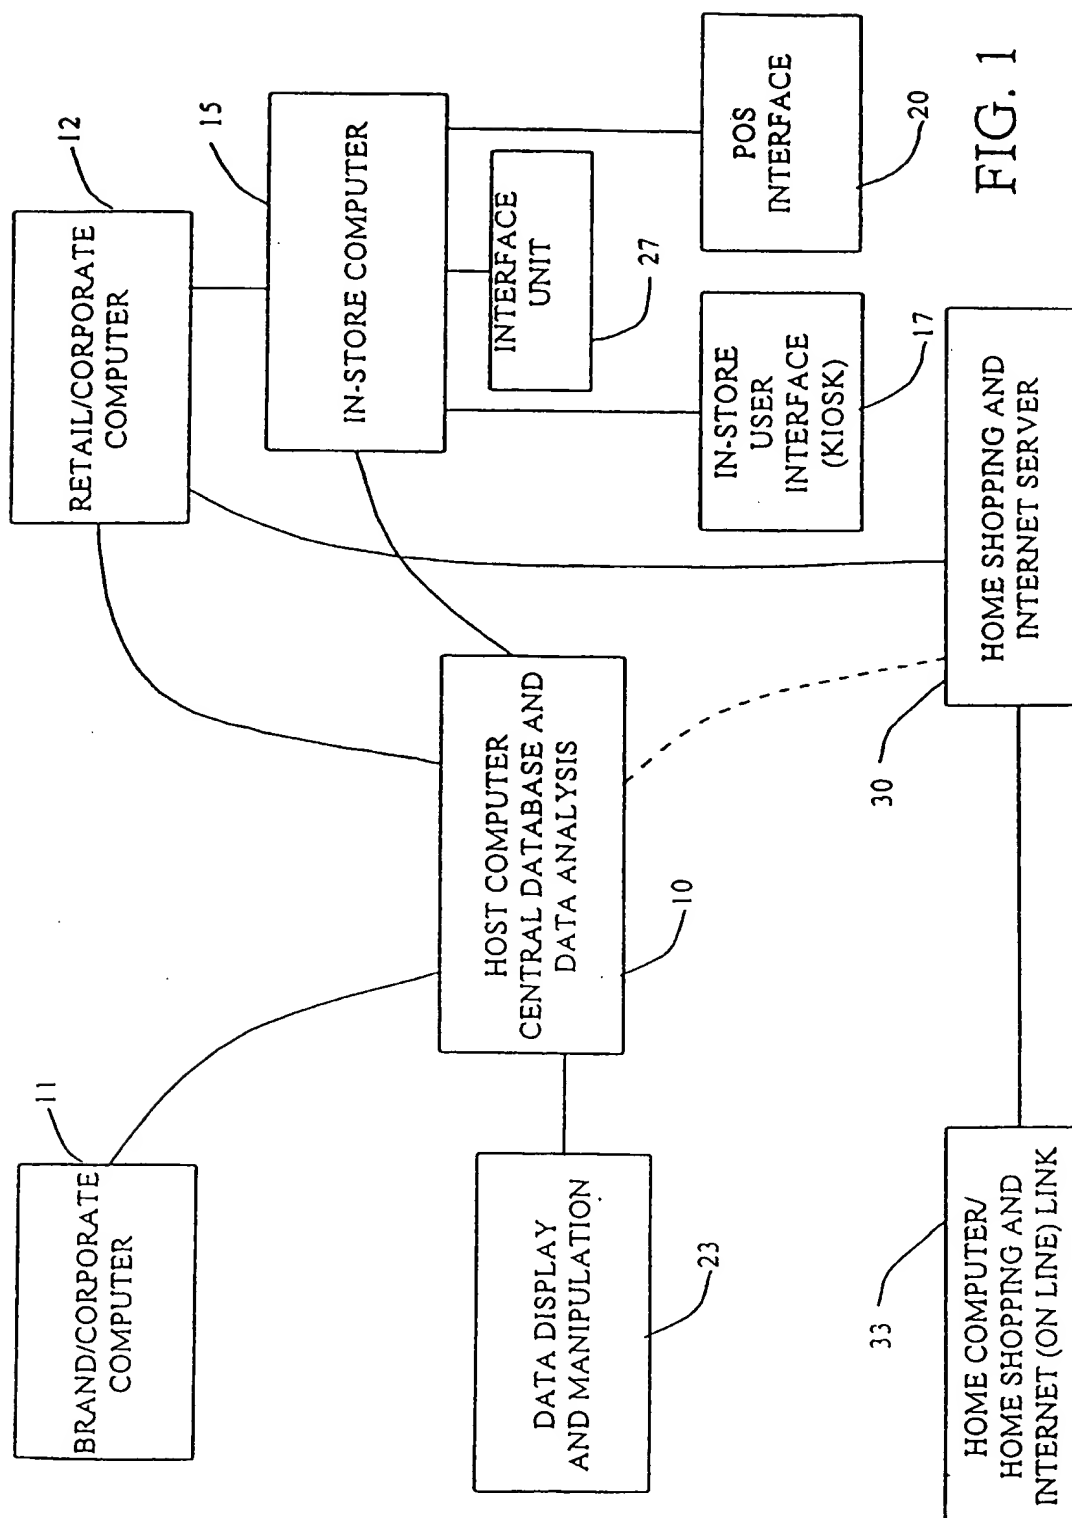 BRAND/CORPORATE
COMPUTER
11
RETAIL/CORPORATE
COMPUTER
12
IN-STORE COMPUTER
15
HOST COMPUTER
CENTRAL DATABASE AND
DATA ANALYSIS
10
DATA DISPLAY
AND MANIPULATION
23
INTERFACE
UNIT
27
IN-STORE
USER
INTERFACE
(KIOSK)
17
POS
INTERFACE
20
HOME COMPUTER/
HOME SHOPPING AND
INTERNET (ON LINE) LINK
33
HOME SHOPPING AND
INTERNET SERVER
30
FIG. 1